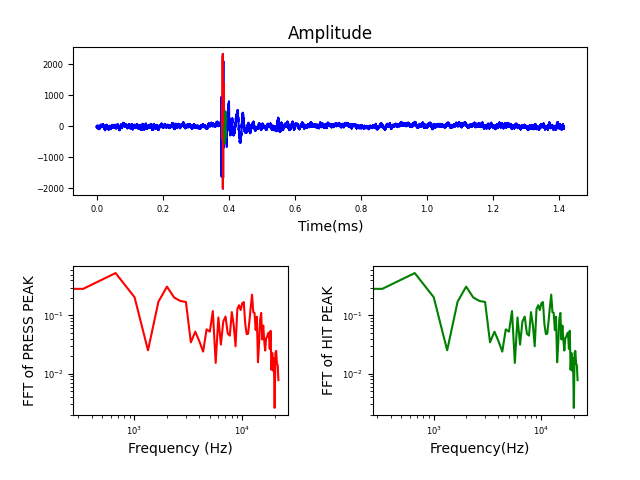 Amplitude
2000
1000
0
−1000
−2000
0.0 0.2 0.4 0.6 0.8 1.0 1.2 1.4
Time(ms)
FFT of PRESS PEAK
10⁻¹
10⁻²
10³ 10⁴
Frequency (Hz)
FFT of HIT PEAK
10⁻¹
10⁻²
10³ 10⁴
Frequency(Hz)